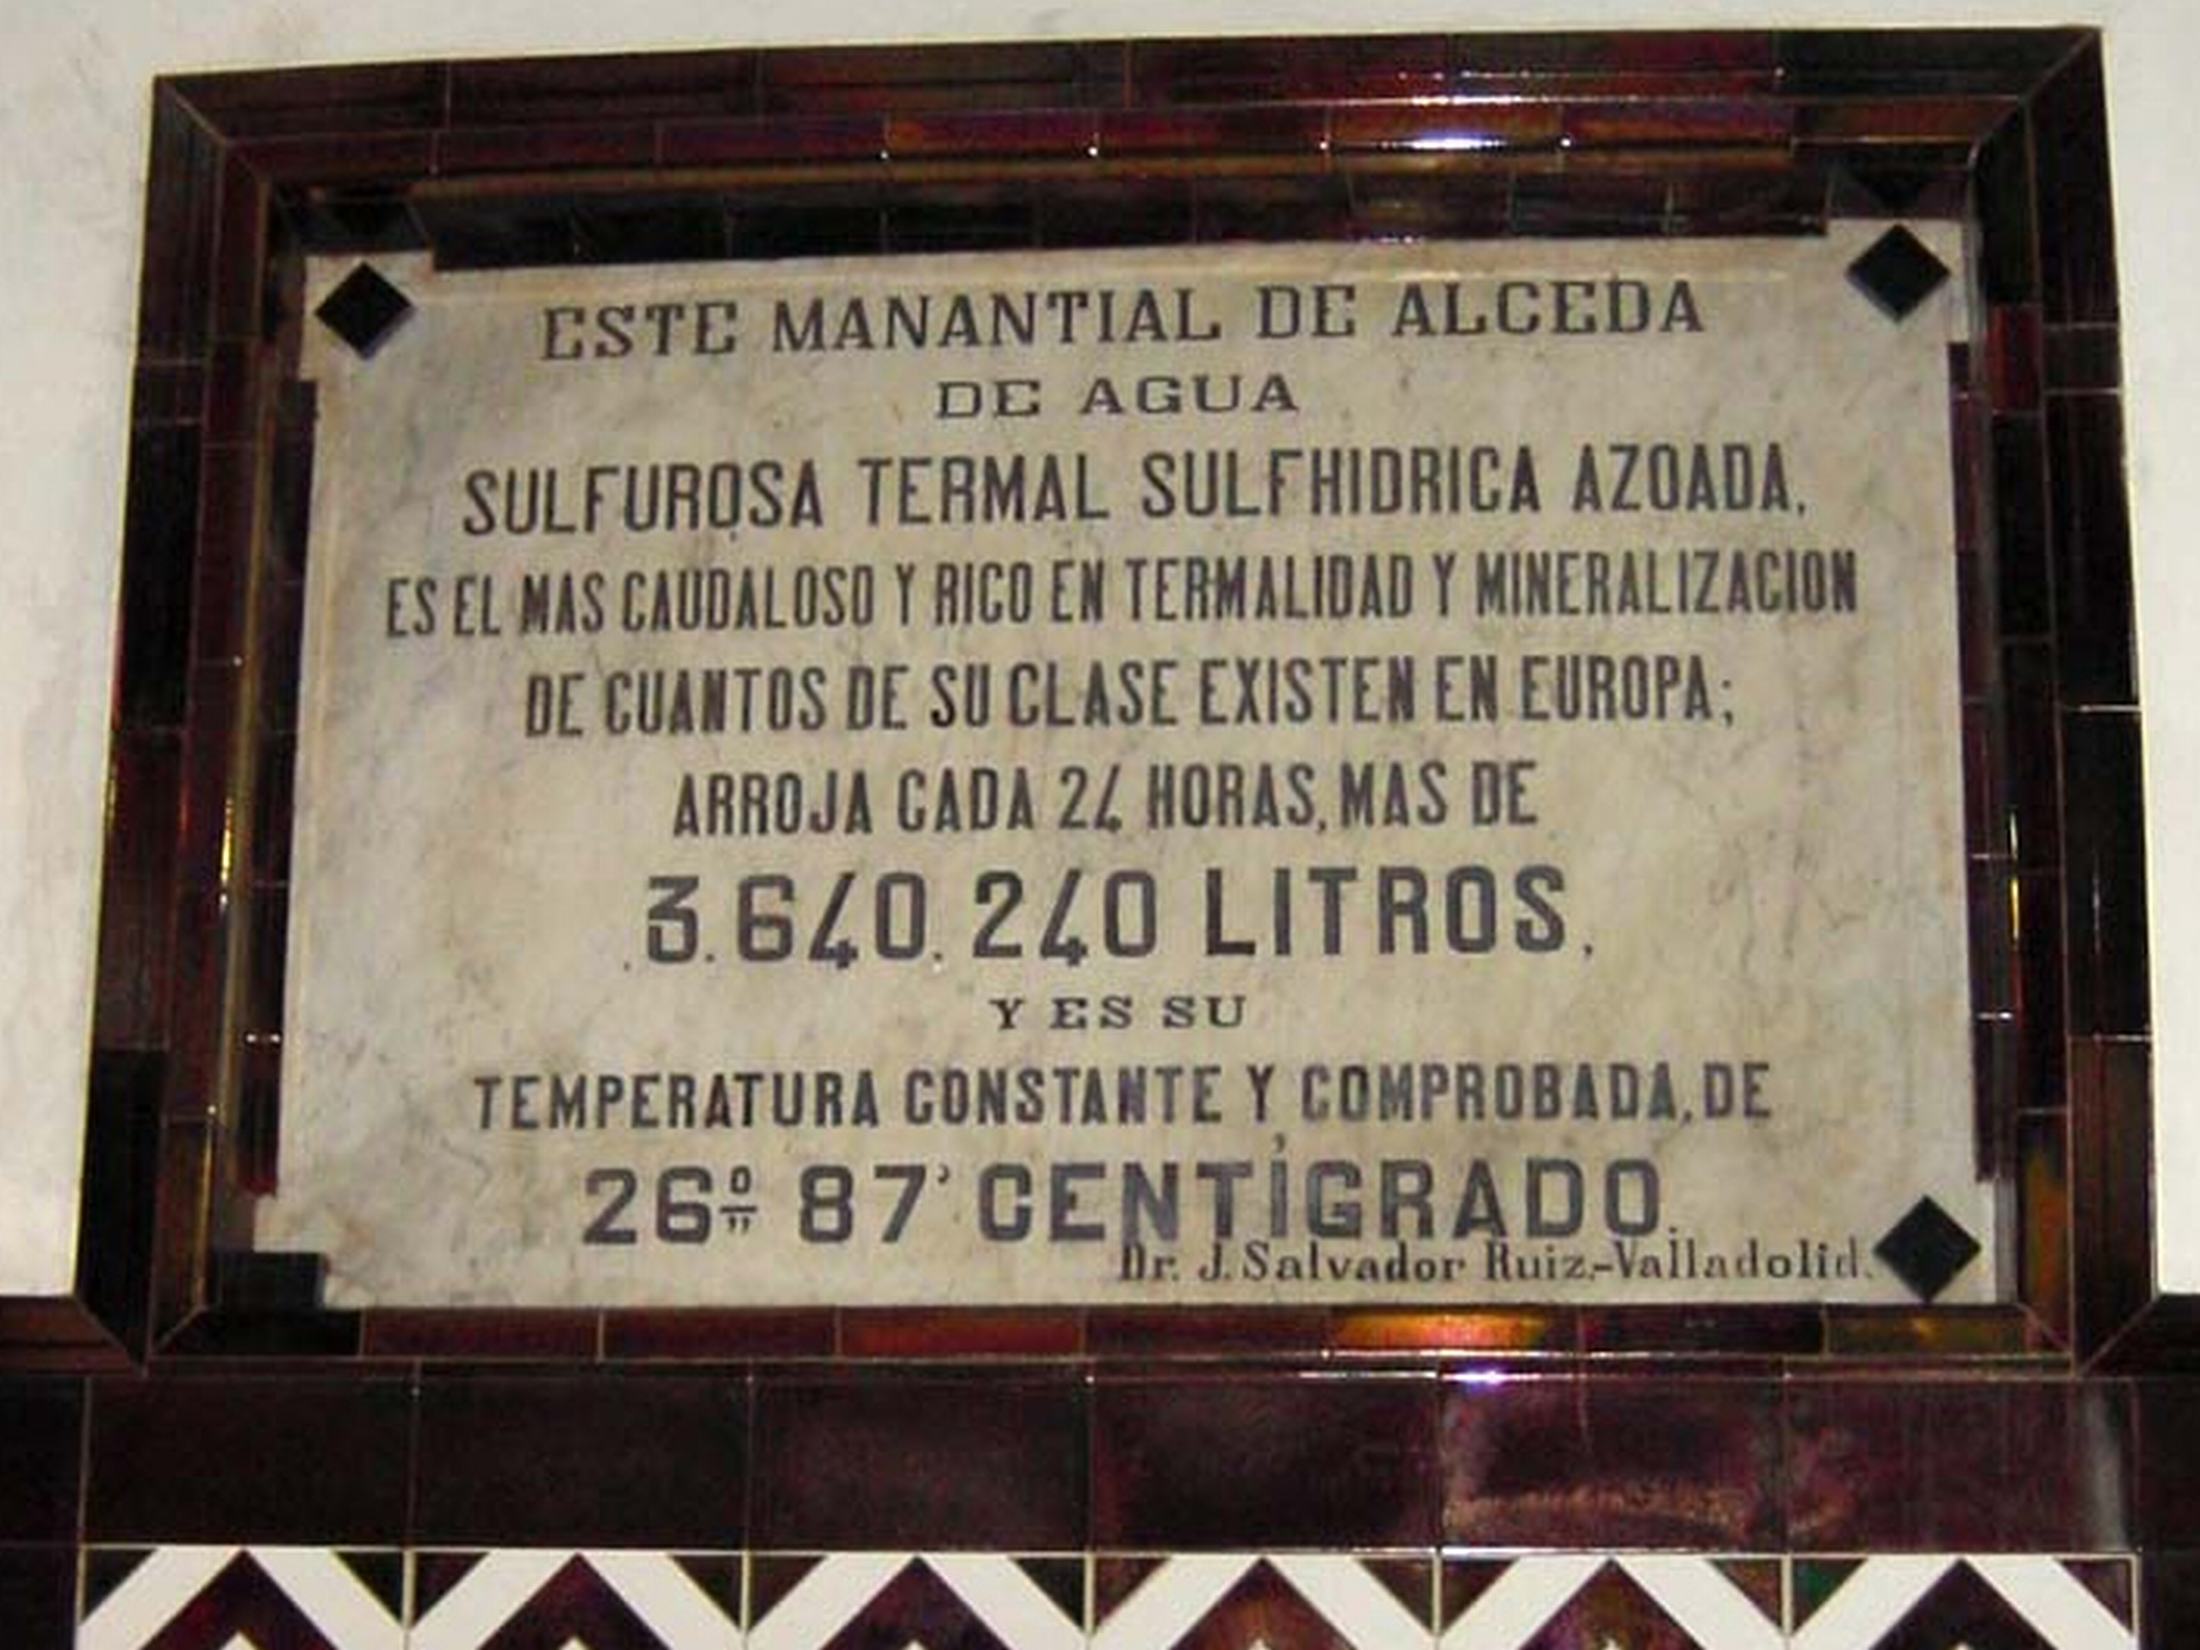 ESTE MANANTIAL DE ALCEDA
DE AGUA
SULFUROSA TERMAL SULFHIDRICA AZOADA,
ES EL MAS CAUDALOSO Y RICO EN TERMALIDAD Y MINERALIZACION
DE CUANTOS DE SU CLASE EXISTEN EN EUROPA;
ARROJA CADA 24 HORAS, MAS DE
3.640.240 LITROS,
Y ES SU
TEMPERATURA CONSTANTE Y COMPROBADA, DE
26º 87' CENTÍGRADO.
Dr. J. Salvador Ruiz.-Valladolid.